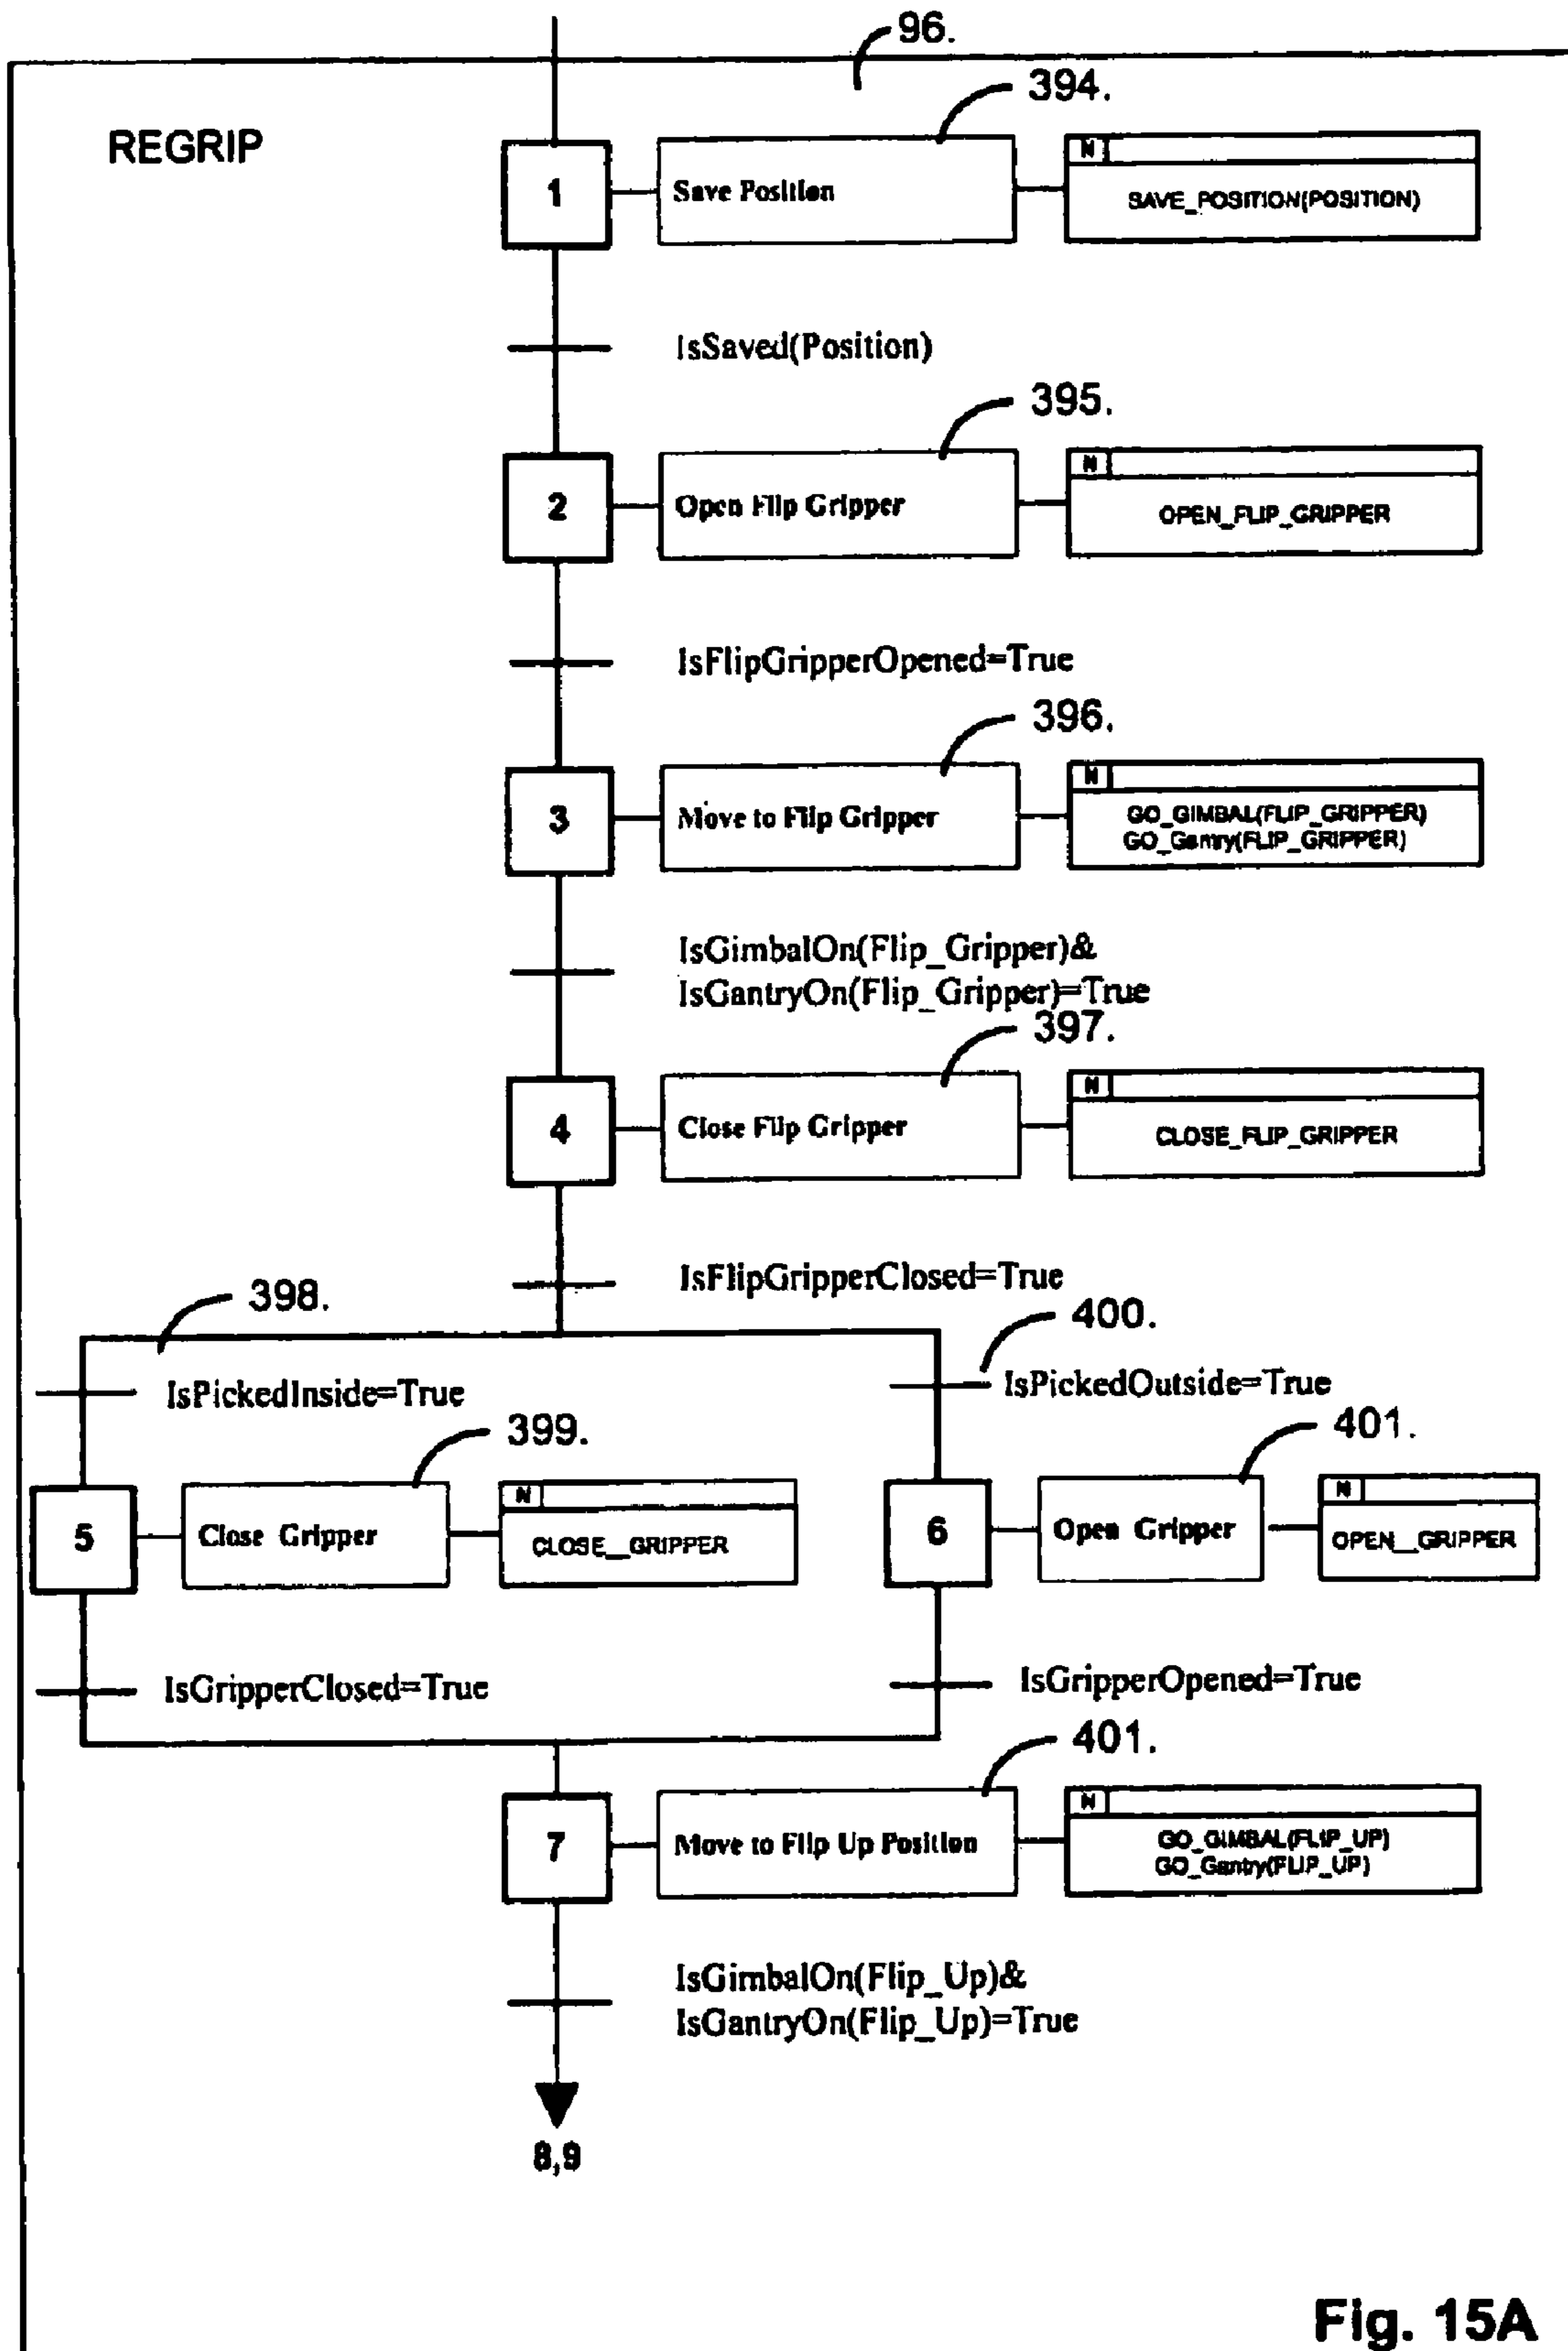 96.
REGRIP
394.
1
Save Position
N
SAVE_POSITION(POSITION)
IsSaved(Position)
395.
2
Open Flip Gripper
N
OPEN_FLIP_GRIPPER
IsFlipGripperOpened=True
396.
3
Move to Flip Gripper
N
GO_GIMBAL(FLIP_GRIPPER)
GO_Gantry(FLIP_GRIPPER)
IsGimbalOn(Flip_Gripper)&
IsGantryOn(Flip_Gripper)=True
397.
4
Close Flip Gripper
N
CLOSE_FLIP_GRIPPER
IsFlipGripperClosed=True
398.
400.
IsPickedInside=True
IsPickedOutside=True
399.
401.
5
Close Gripper
N
CLOSE__GRIPPER
6
Open Gripper
N
OPEN__GRIPPER
IsGripperClosed=True
IsGripperOpened=True
401.
7
Move to Flip Up Position
N
GO_GIMBAL(FLIP_UP)
GO_Gantry(FLIP_UP)
IsGimbalOn(Flip_Up)&
IsGantryOn(Flip_Up)=True
8,9
Fig. 15A